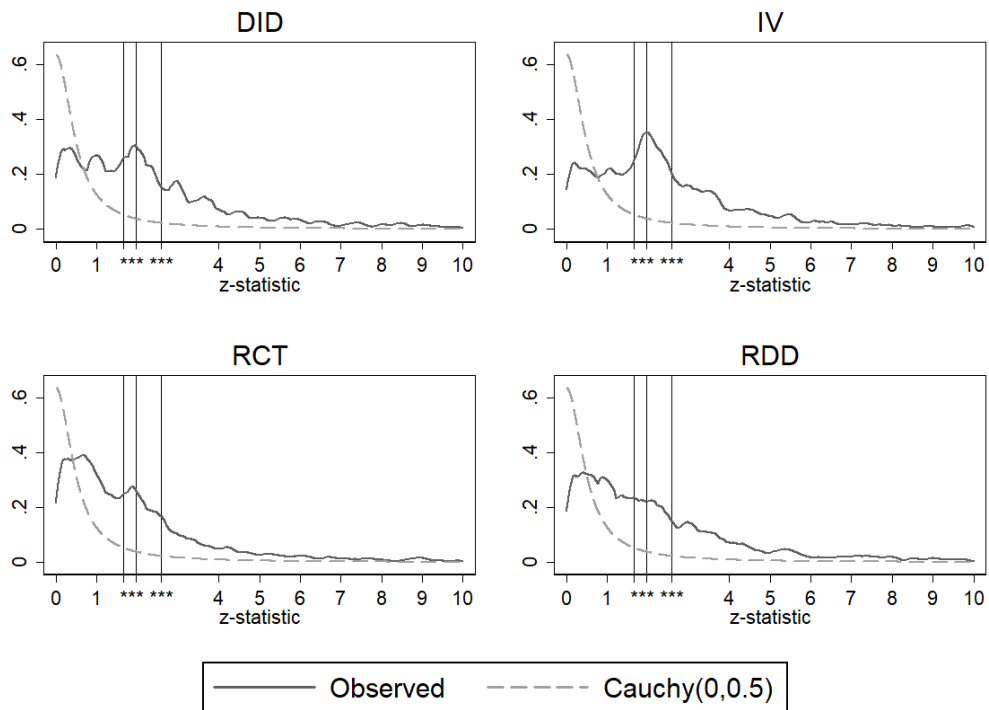 DID
IV
.6
.4
.2
0
0 1 *** *** 4 5 6 7 8 9 10
z-statistic
.6
.4
.2
0
0 1 *** *** 4 5 6 7 8 9 10
z-statistic
RCT
RDD
.6
.4
.2
0
0 1 *** *** 4 5 6 7 8 9 10
z-statistic
.6
.4
.2
0
0 1 *** *** 4 5 6 7 8 9 10
z-statistic
Observed
Cauchy(0,0.5)